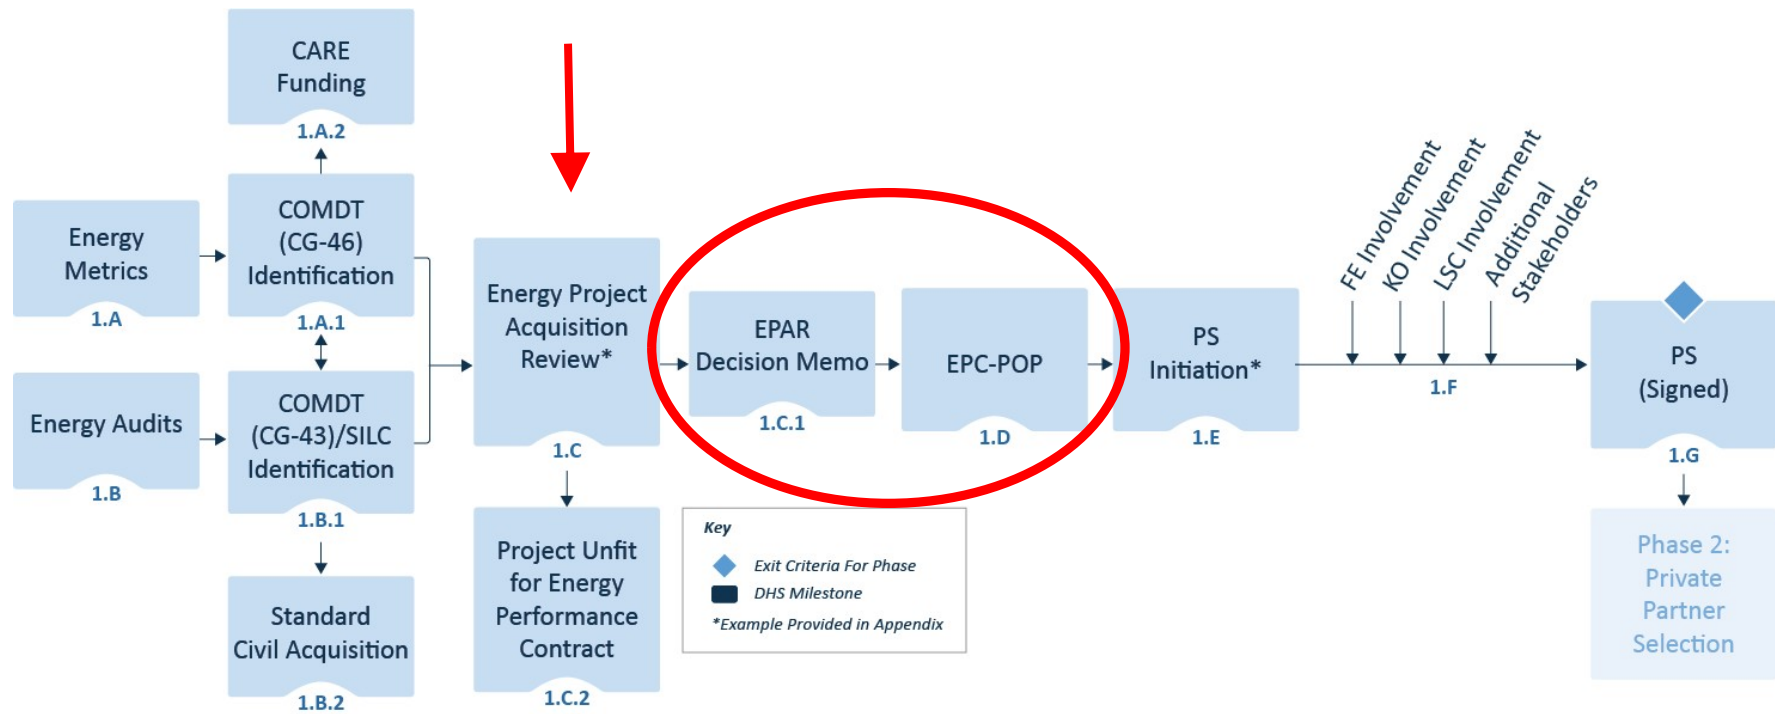 CARE
Funding
1.A.2
Energy
Metrics
1.A
COMDT
(CG-46)
Identification
1.A.1
Energy Audits
1.B
COMDT
(CG-43)/SILC
Identification
1.B.1
Standard
Civil Acquisition
1.B.2
Energy Project
Acquisition
Review*
1.C
Project Unfit
for Energy
Performance
Contract
1.C.2
EPAR
Decision Memo
1.C.1
EPC-POP
1.D
PS
Initiation*
1.E
FE Involvement
KO Involvement
LSC Involvement
Additional
Stakeholders
1.F
PS
(Signed)
1.G
Phase 2:
Private
Partner
Selection
Key
Exit Criteria For Phase
DHS Milestone
*Example Provided in Appendix